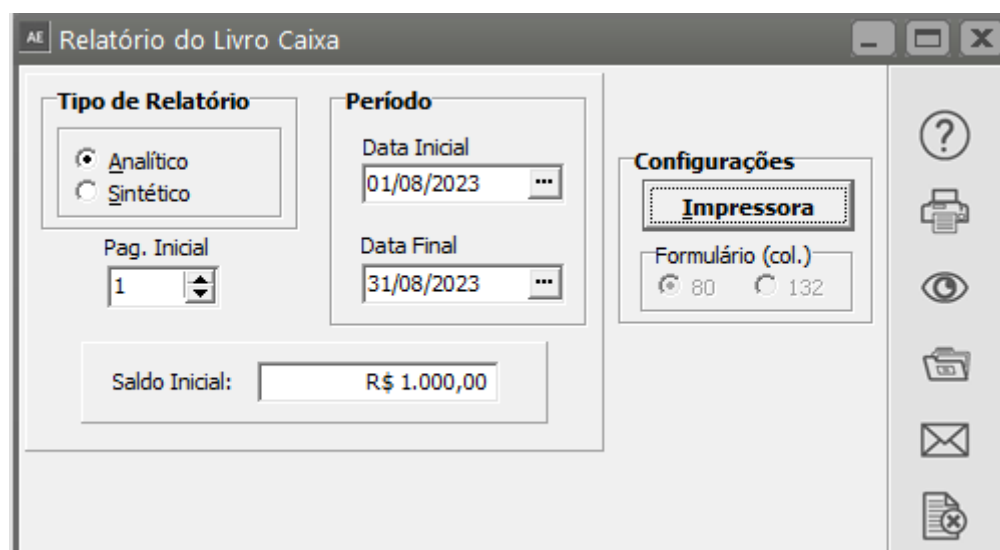 AE Relatório do Livro Caixa
Tipo de Relatório
Analítico
Sintético
Pag. Inicial
1
Período
Data Inicial
01/08/2023 ...
Data Final
31/08/2023 ...
Saldo Inicial: R$ 1.000,00
Configurações
Impressora
Formulário (col.)
80 132